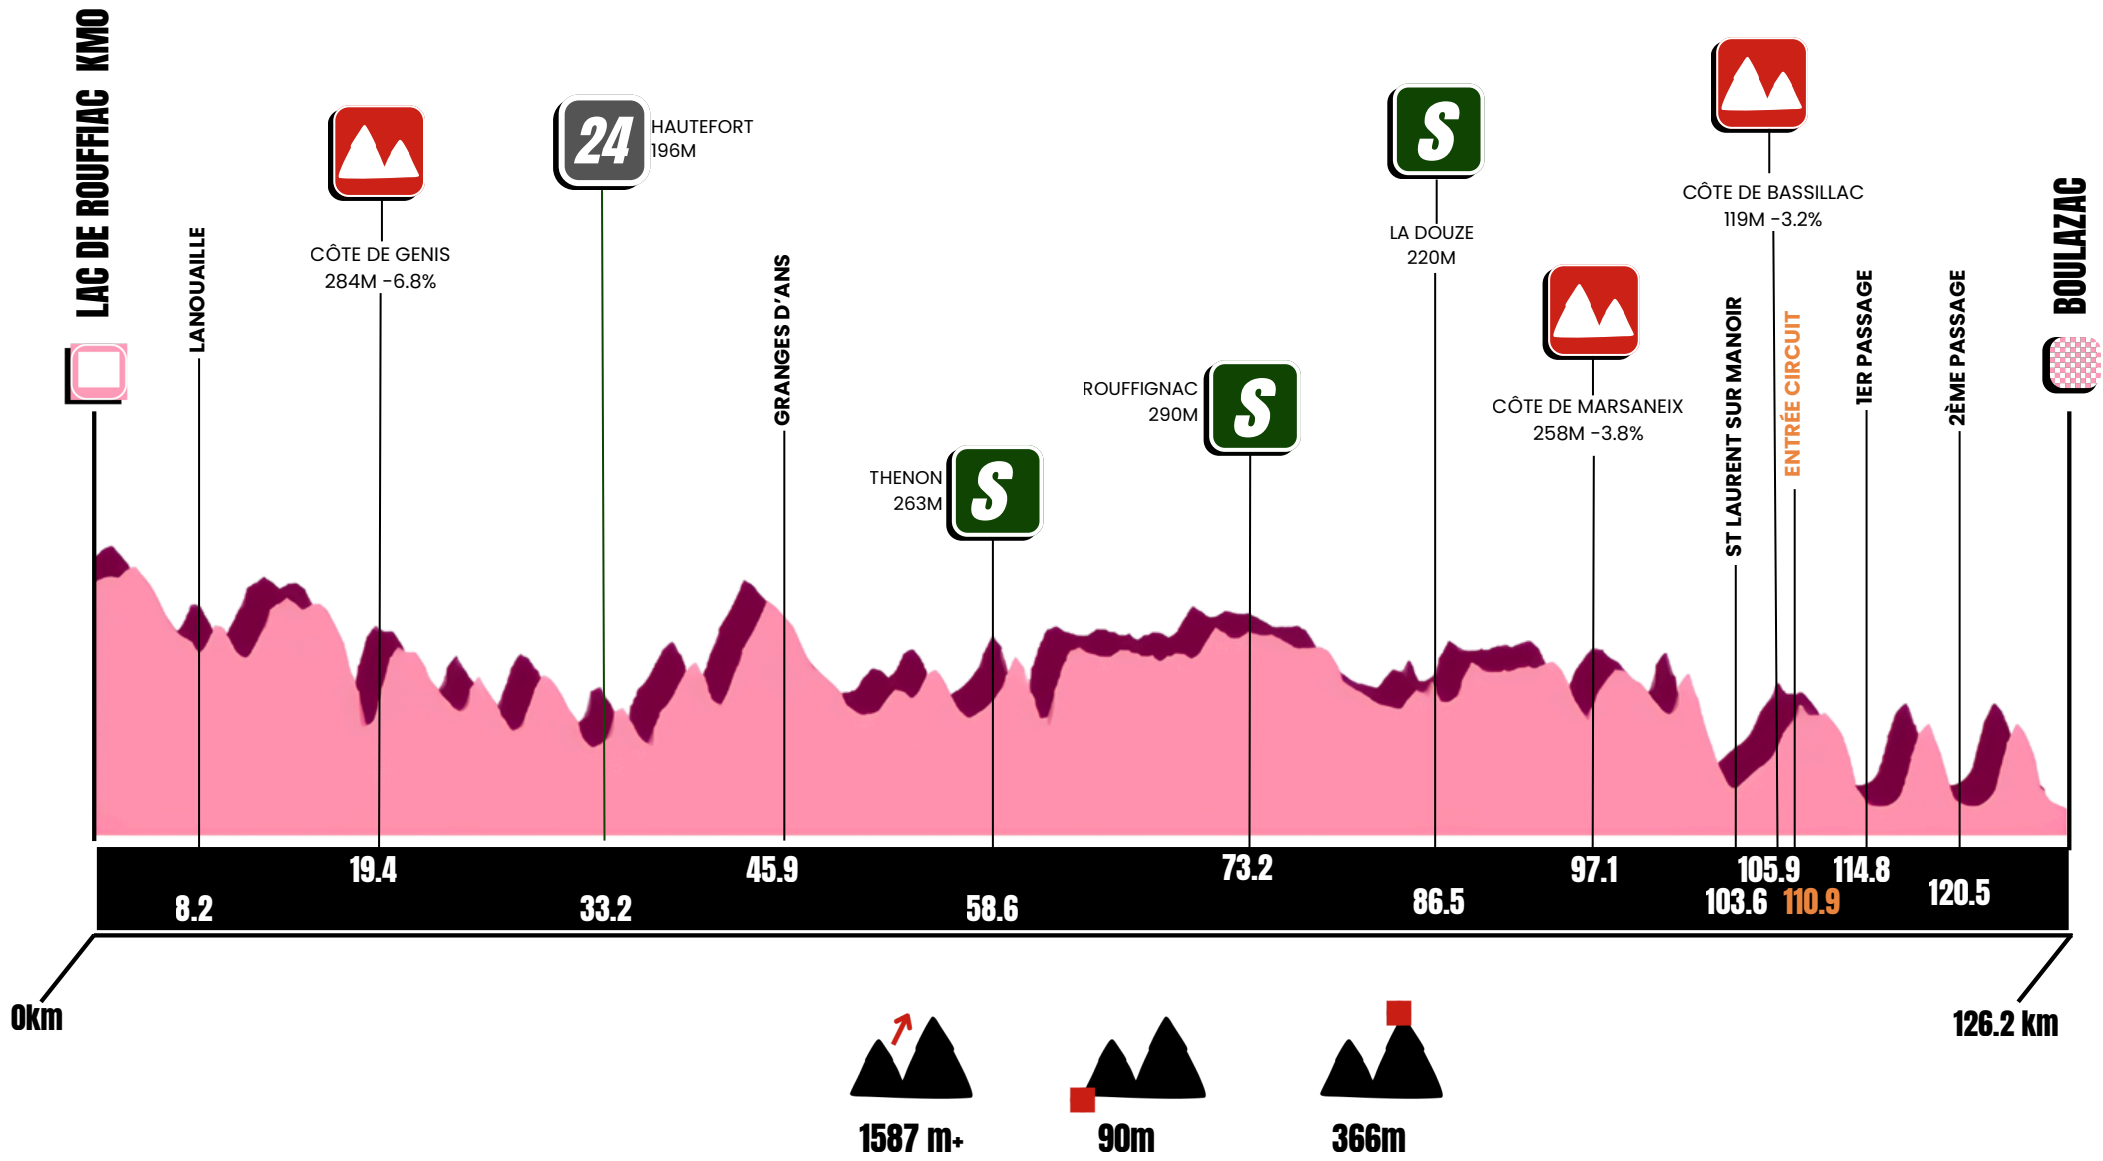 LAC DE ROUFFIAC KM0
LANOUAILLE
CÔTE DE GENIS
284M -6.8%
24
HAUTEFORT
196M
GRANGES D'ANS
THENON
263M
S
ROUFFIGNAC
290M
S
S
LA DOUZE
220M
CÔTE DE MARSANEIX
258M -3.8%
ST LAURENT SUR MANOIR
CÔTE DE BASSILLAC
119M -3.2%
ENTRÉE CIRCUIT
1ER PASSAGE
2ÈME PASSAGE
BOULAZAC
19.4
45.9
73.2
97.1
105.9
114.8
8.2
33.2
58.6
86.5
103.6
110.9
120.5
0km
126.2 km
1587 m+
90m
366m